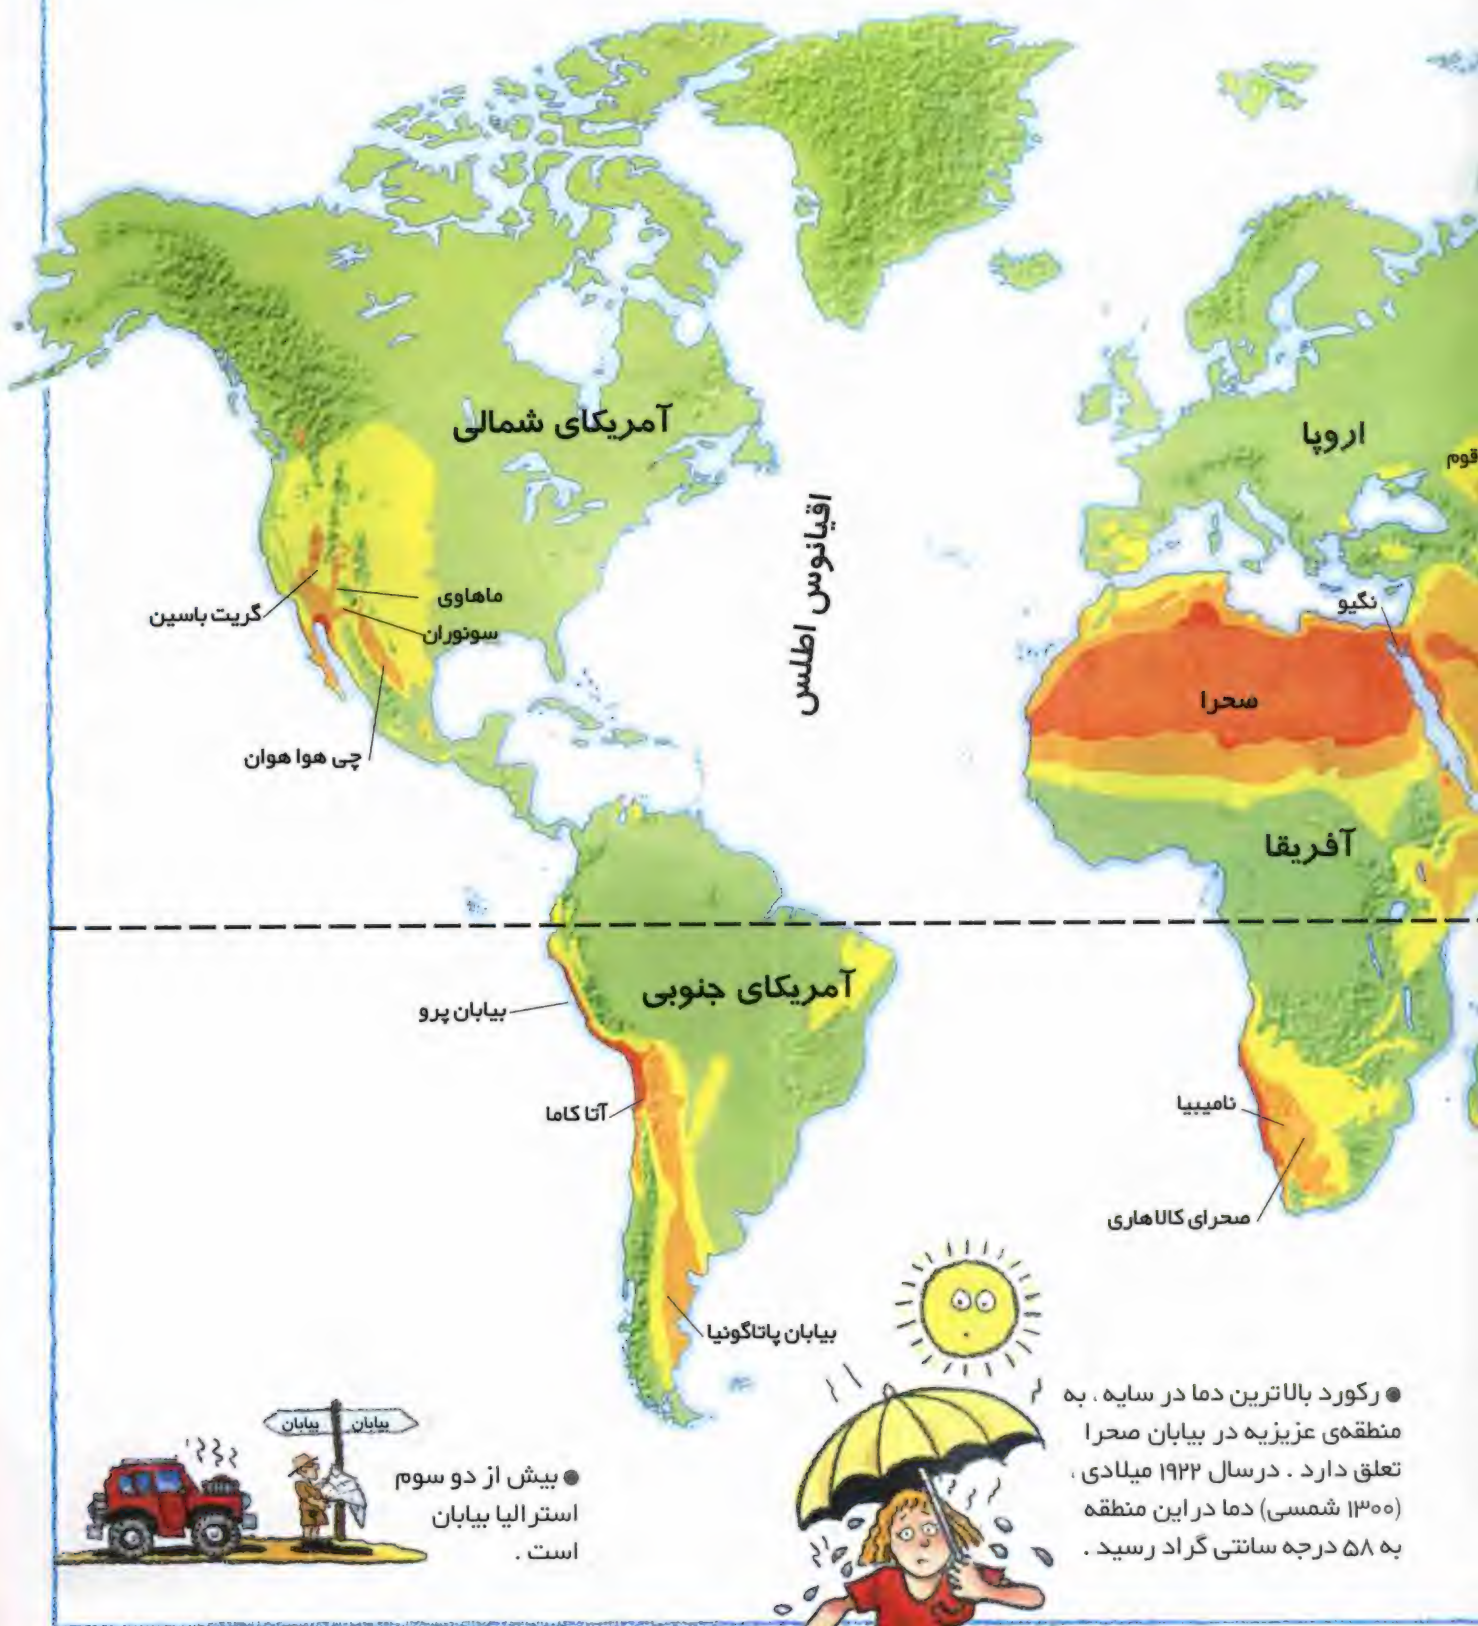 آمریکای شمالی
اروپا
قوم
اقیانوس اطلس
ماهاوی
گریت باسین
سونوران
نگیو
سحرا
چی هوا هوان
آفریقا
آمریکای جنوبی
بیابان پرو
آتا کاما
نامیبیا
صحرای کالاهاری
بیابان پاتاگونیا
● رکورد بالاترین دما در سایه ، به
منطقه‌ی عزیزیه در بیابان صحرا
تعلق دارد . درسال ۱۹۲۲ میلادی ،
(۱۳۰۰ شمسی) دما در این منطقه
به ۵۸ درجه سانتی گراد رسید .
بیابان
بیابان
● بیش از دو سوم
استرالیا بیابان
است .